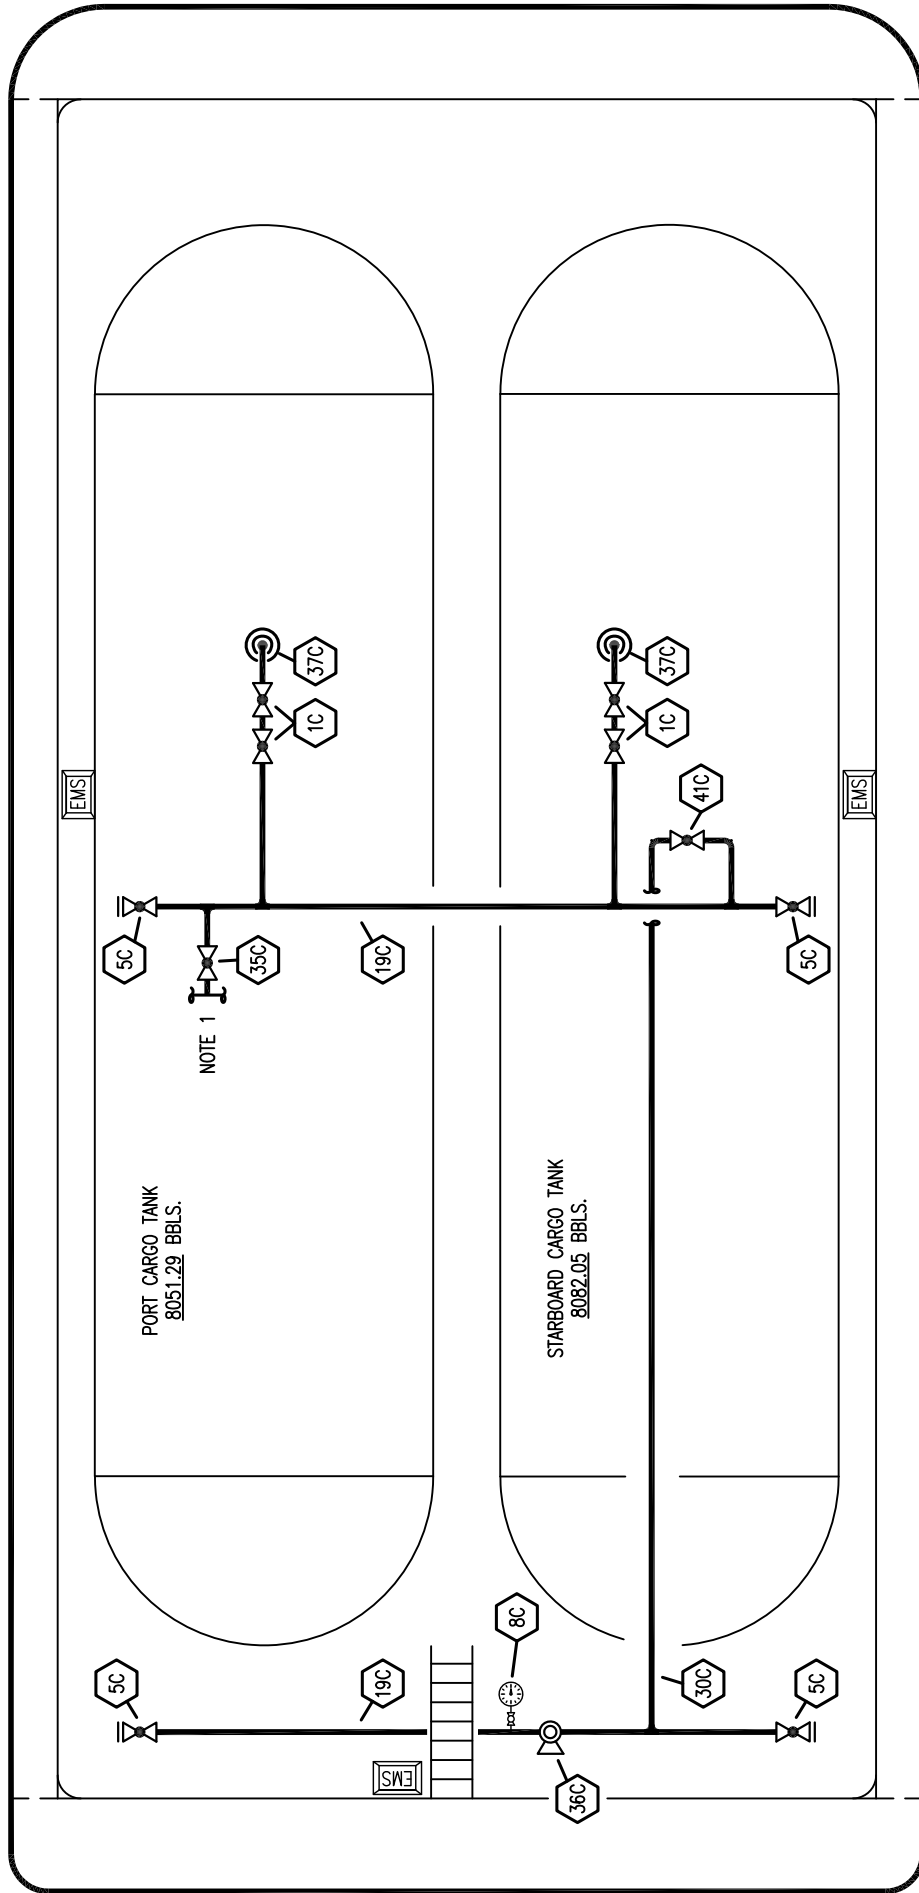 37C
37C
1C
1C
EMS
EMS
41C
5C
35C
19C
5C
NOTE 1
PORT CARGO TANK
8051.29 BBLS.
STARBOARD CARGO TANK
8082.05 BBLS.
8C
5C
19C
30C
5C
EMS
36C